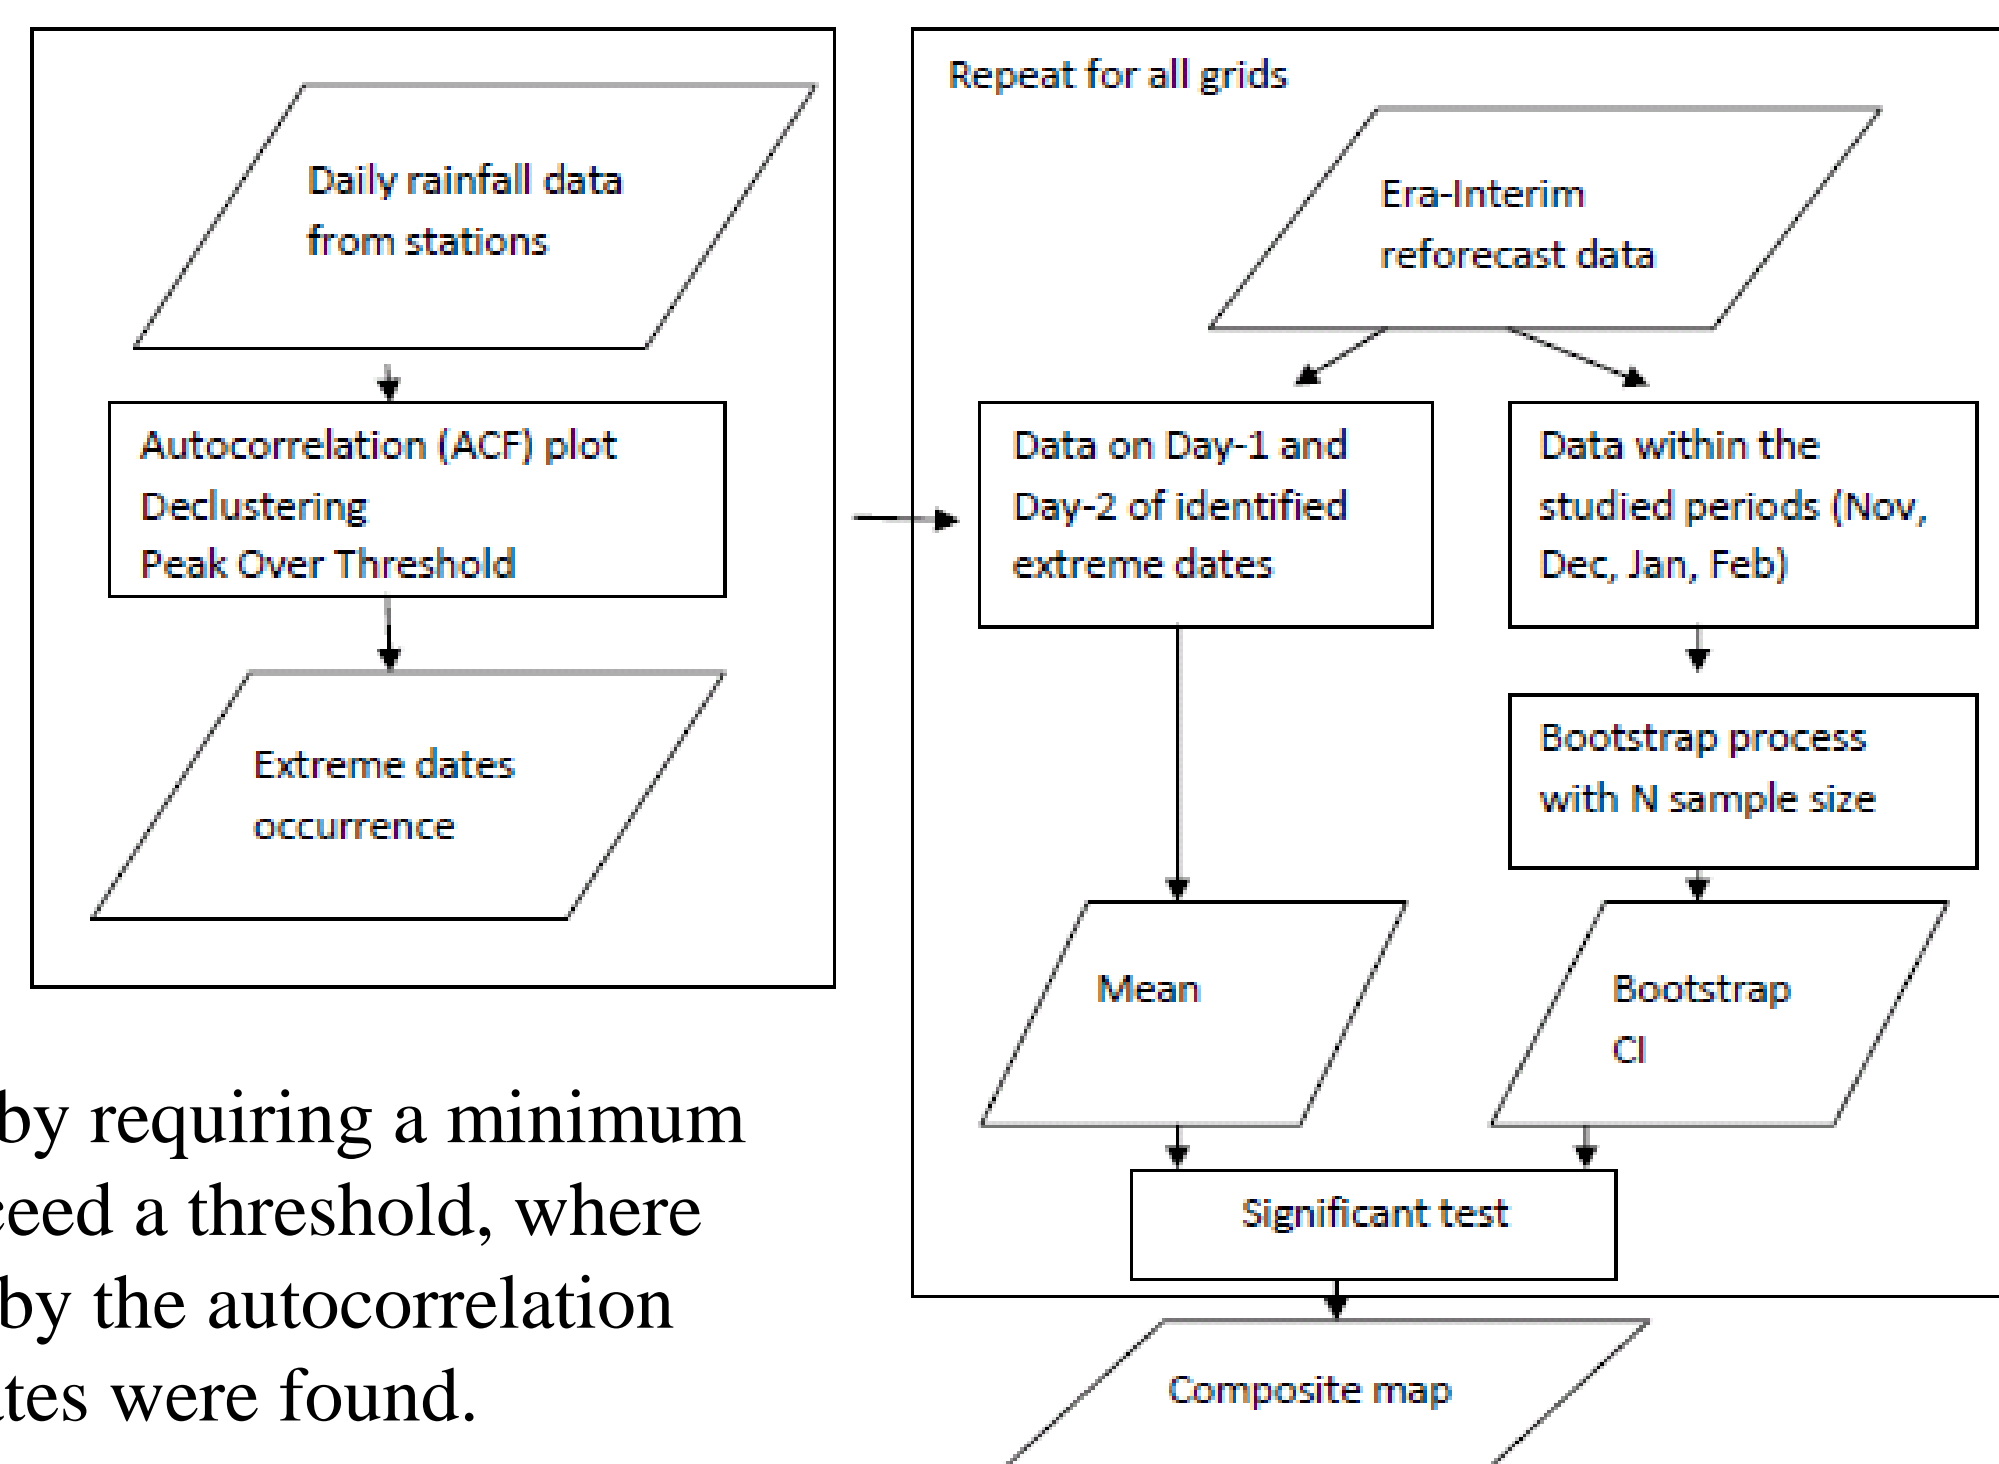 Daily rainfall data
from stations
Autocorrelation (ACF) plot
Declustering
Peak Over Threshold
Extreme dates
occurrence
Repeat for all grids
Era-Interim
reforecast data
Data on Day-1 and
Day-2 of identified
extreme dates
Data within the
studied periods (Nov,
Dec, Jan, Feb)
Bootstrap process
with N sample size
Mean
Bootstrap
CI
Significant test
Composite map
by requiring a minimum
a threshold, where
by the autocorrelation
were found.